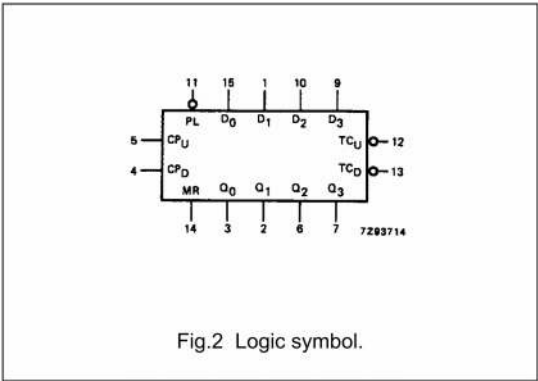 11 15 1 10 9
PL D0 D1 D2 D3
5 CPU TCU 12
4 CPD TCD 13
MR Q0 Q1 Q2 Q3
14 3 2 6 7 7Z93714
Fig.2 Logic symbol.